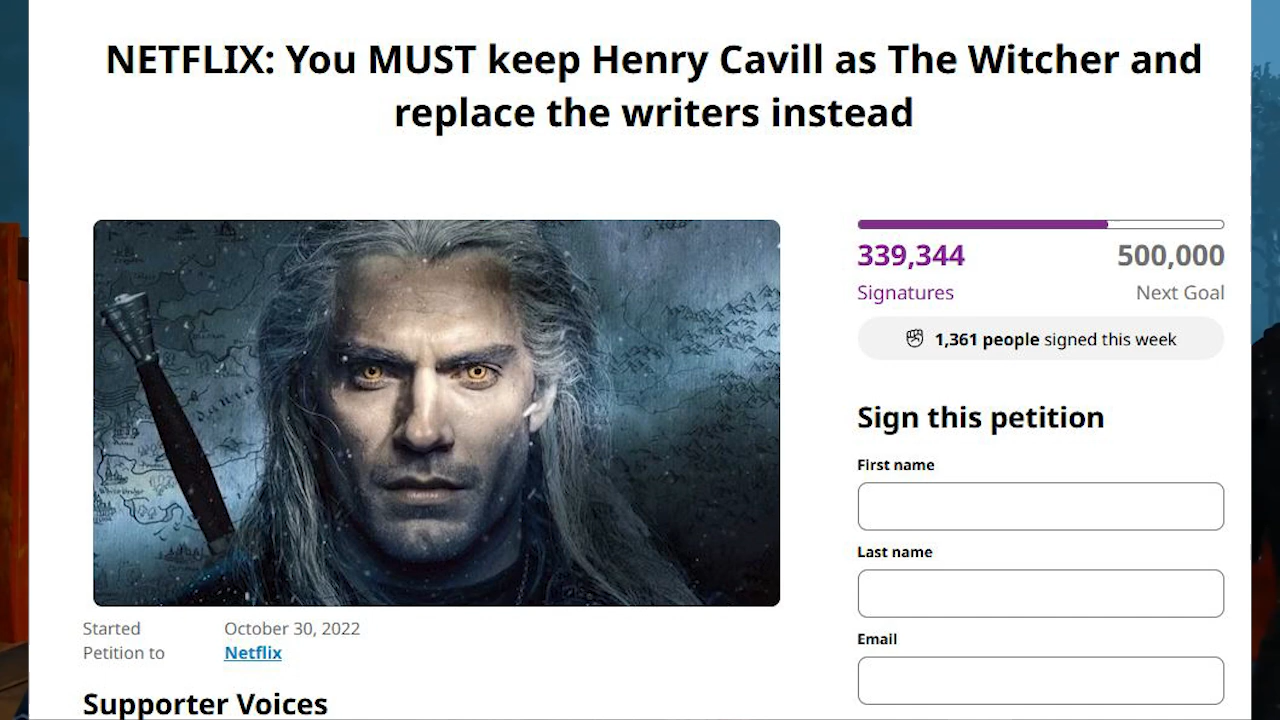 NETFLIX: You MUST keep Henry Cavill as The Witcher and
replace the writers instead
339,344
500,000
Signatures
Next Goal
1,361 people signed this week
Sign this petition
First name
Last name
Email
Started October 30, 2022
Petition to Netflix
Supporter Voices